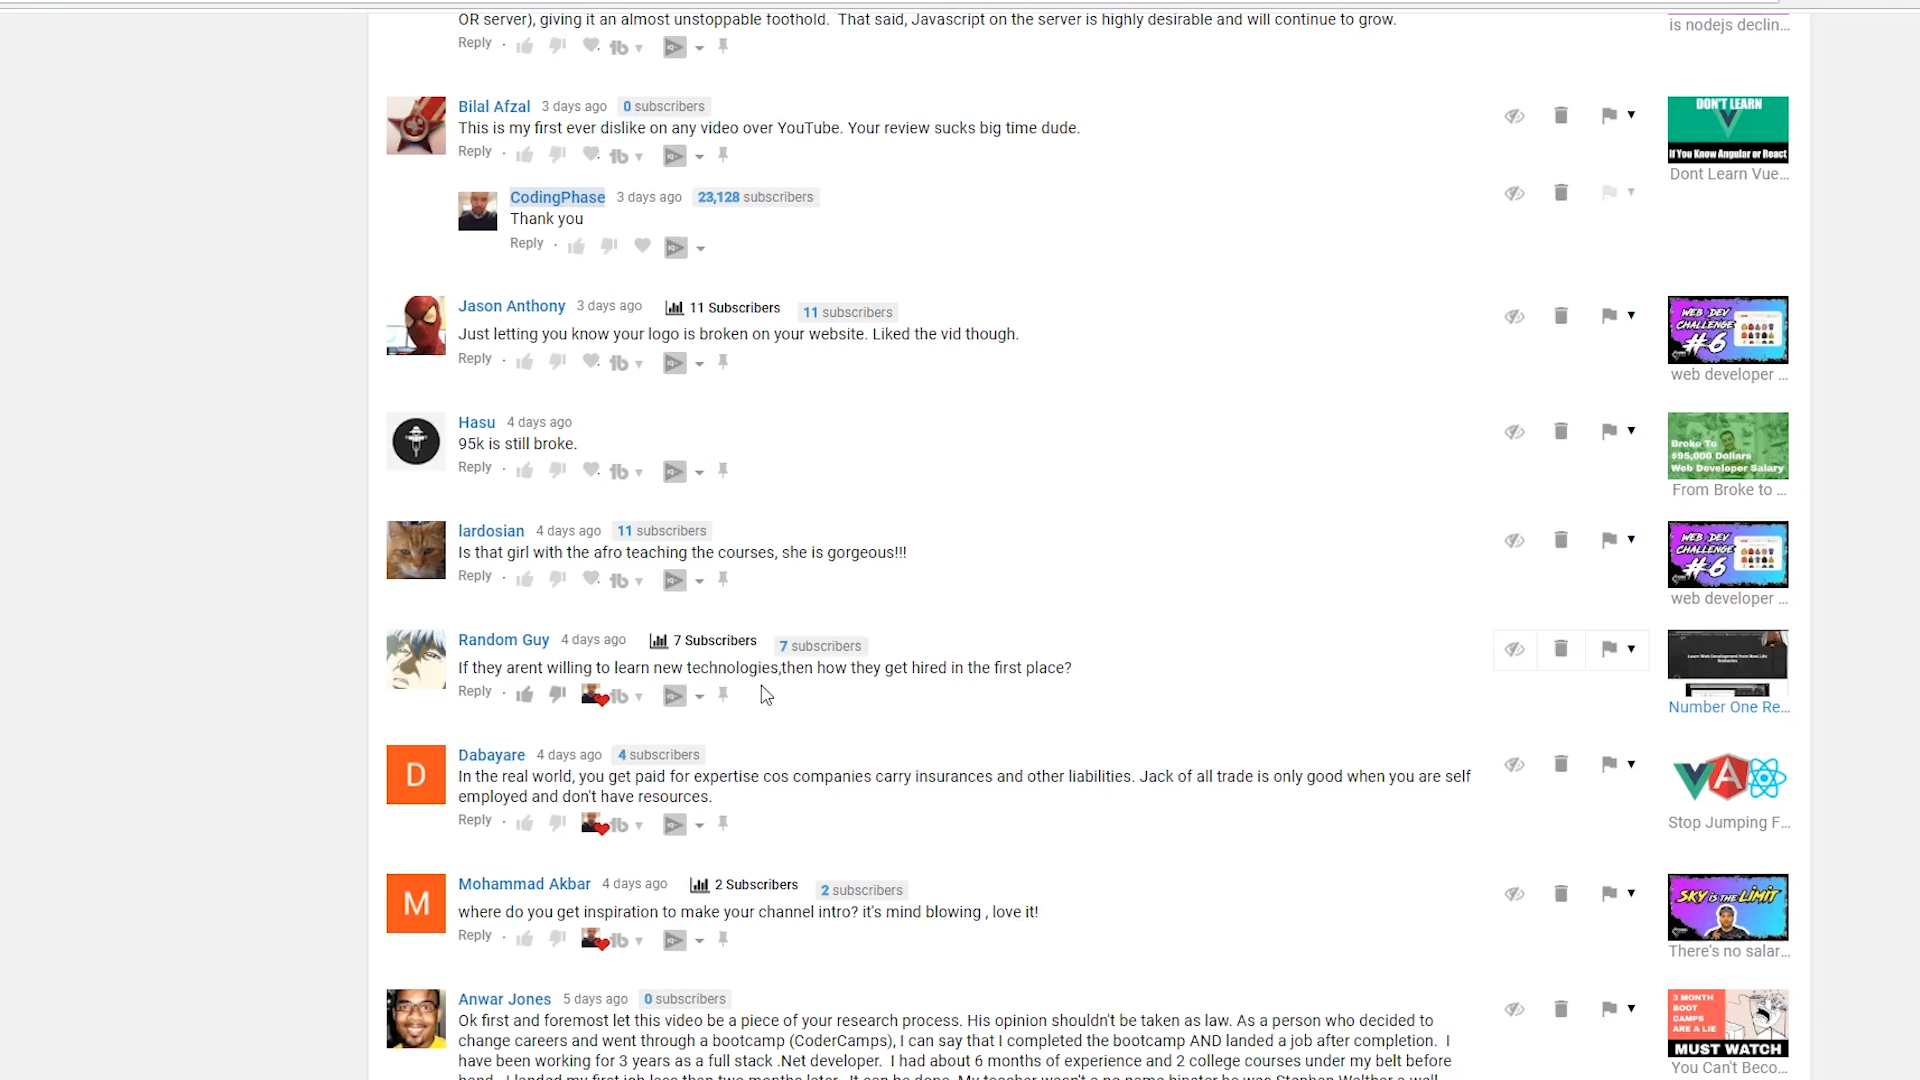 OR server), giving it an almost unstoppable foothold.  That said, Javascript on the server is highly desirable and will continue to grow.
is nodejs declin...
Reply
Bilal Afzal 3 days ago 0 subscribers
This is my first ever dislike on any video over YouTube. Your review sucks big time dude.
Reply
DON'T LEARN
If You Know Angular or React
Dont Learn Vue...
CodingPhase 3 days ago 23,128 subscribers
Thank you
Reply
Jason Anthony 3 days ago 11 Subscribers 11 subscribers
Just letting you know your logo is broken on your website. Liked the vid though.
Reply
WEB DEV
CHALLENGE
#6
web developer ...
Hasu 4 days ago
95k is still broke.
Reply
Broke To
$95,000 Dollars
Web Developer Salary
From Broke to ...
lardosian 4 days ago 11 subscribers
Is that girl with the afro teaching the courses, she is gorgeous!!!
Reply
WEB DEV
CHALLENGE
#6
web developer ...
Random Guy 4 days ago 7 Subscribers 7 subscribers
If they arent willing to learn new technologies,then how they get hired in the first place?
Reply
Number One Re...
D
Dabayare 4 days ago 4 subscribers
In the real world, you get paid for expertise cos companies carry insurances and other liabilities. Jack of all trade is only good when you are self
employed and don't have resources.
Reply
Stop Jumping F...
M
Mohammad Akbar 4 days ago 2 Subscribers 2 subscribers
where do you get inspiration to make your channel intro? it's mind blowing , love it!
Reply
SKY IS THE LIMIT
There's no salar...
Anwar Jones 5 days ago 0 subscribers
Ok first and foremost let this video be a piece of your research process. His opinion shouldn't be taken as law. As a person who decided to
change careers and went through a bootcamp (CoderCamps), I can say that I completed the bootcamp AND landed a job after completion.  I
have been working for 3 years as a full stack .Net developer.  I had about 6 months of experience and 2 college courses under my belt before
3 MONTH
BOOT
CAMPS
ARE A LIE
MUST WATCH
You Can't Beco...